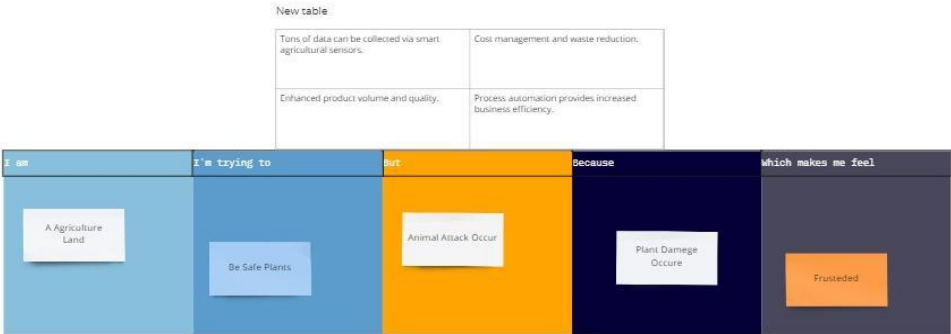 New table
Tons of data can be collected via smart
agricultural sensors.
Cost management and waste reduction.
Enhanced product volume and quality.
Process automation provides increased
business efficiency.
I am
I'm trying to
But
Because
Which makes me feel
A Agriculture
Land
Be Safe Plants
Animal Attack Occur
Plant Damege
Occure
Frusteded